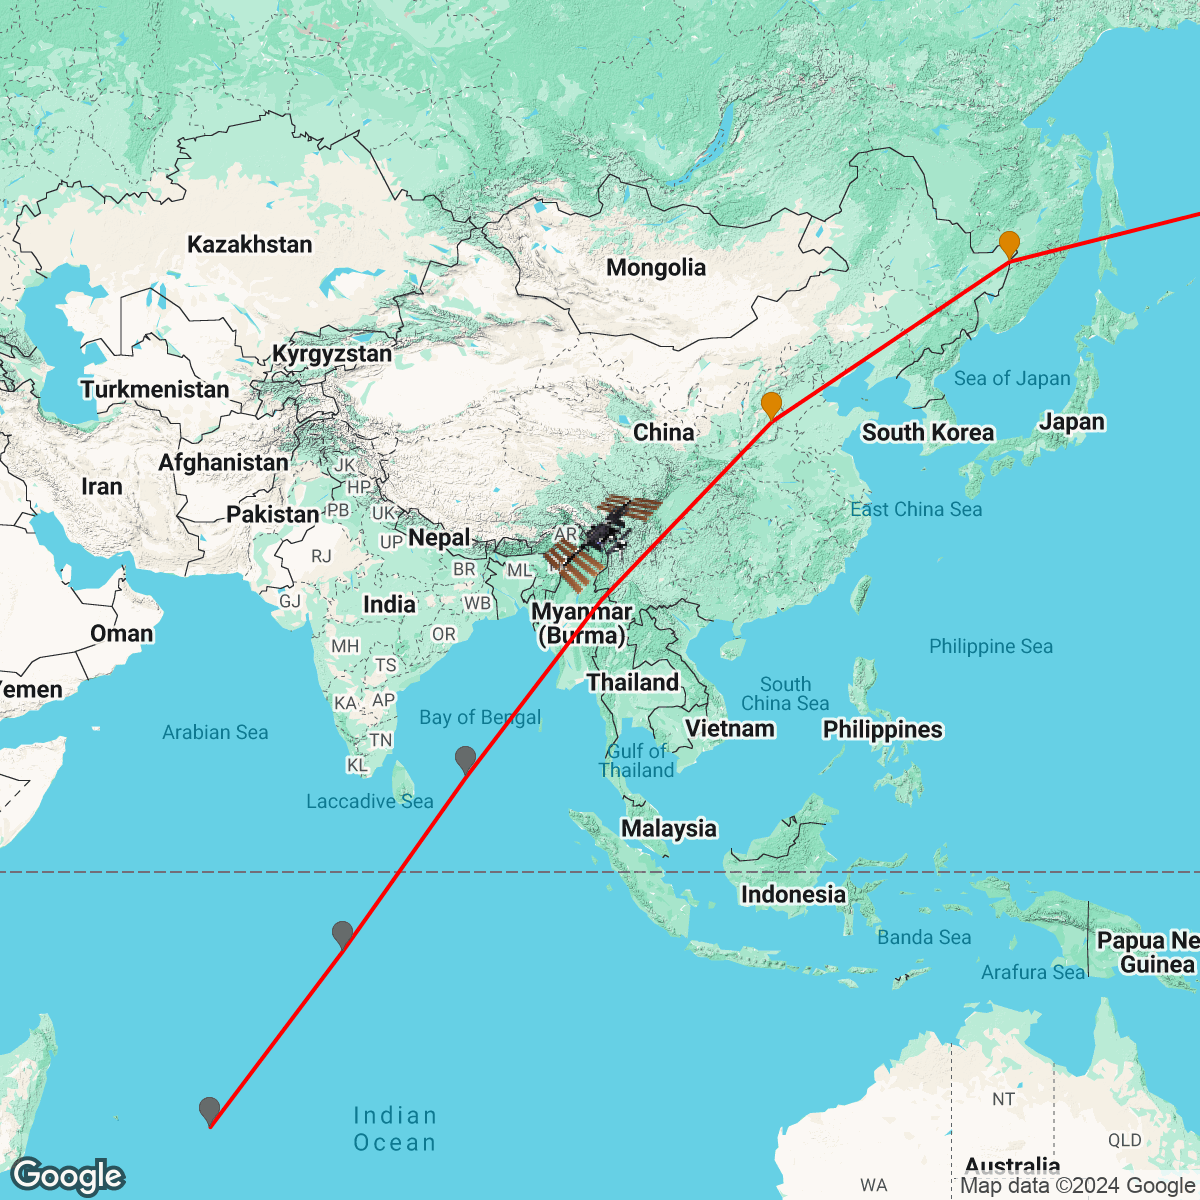 Kazakhstan
Mongolia
Kyrgyzstan
Turkmenistan
Sea of Japan
Japan
South Korea
China
Afghanistan
JK
Iran
HP
PB
UK
Pakistan
East China Sea
Nepal
UP
AR
RJ
BR
ML
GJ
India
WB
Myanmar
(Burma)
Oman
OR
MH
Philippine Sea
TS
Thailand
Yemen
KA
AP
South
China Sea
Bay of Bengal
Arabian Sea
Vietnam
Philippines
TN
KL
Gulf of
Thailand
Laccadive Sea
Malaysia
Indonesia
Banda Sea
Papua Ne
Guinea
Arafura Sea
NT
Indian
Ocean
QLD
Australia
WA
Google
Map data ©2024 Google